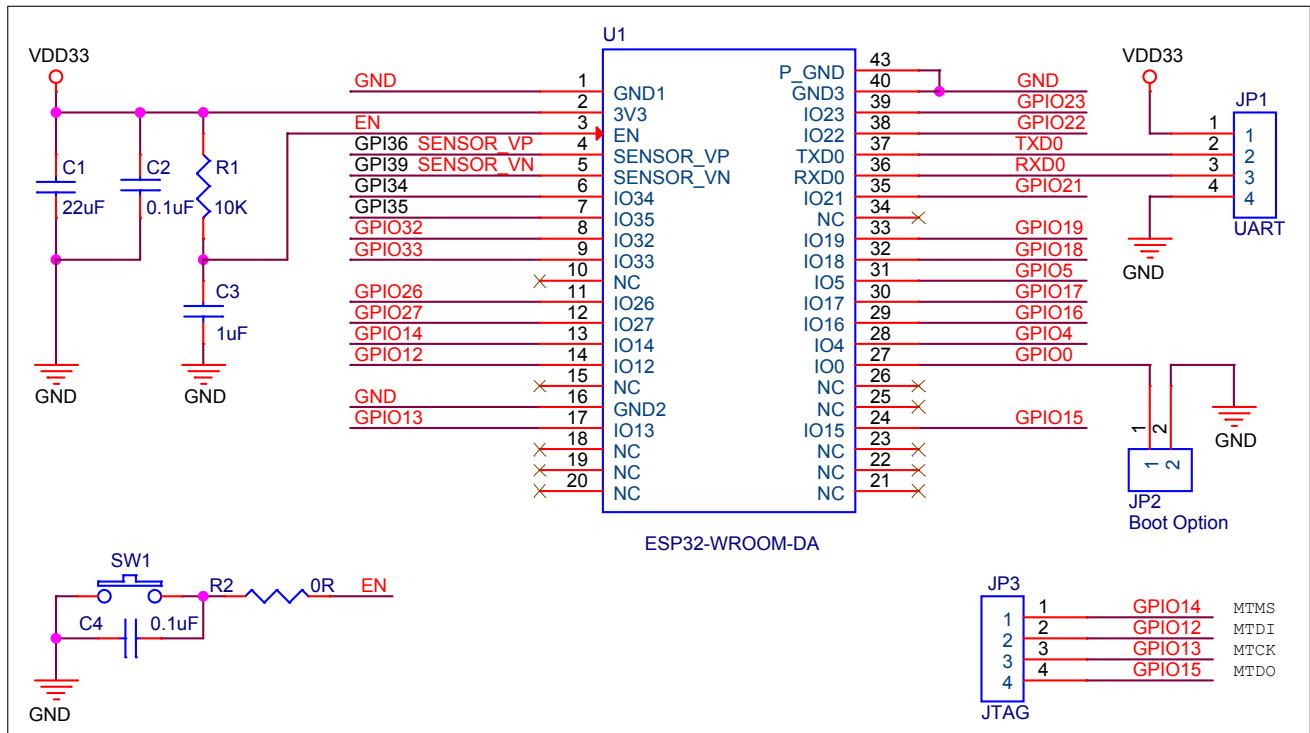 U1
VDD33
C1
22uF
C2
0.1uF
R1
10K
C3
1uF
GND
GND
GND 1 GND1
2 3V3
EN 3 EN
GPI36 SENSOR_VP 4 SENSOR_VP
GPI39 SENSOR_VN 5 SENSOR_VN
GPI34 6 IO34
GPI35 7 IO35
GPIO32 8 IO32
GPIO33 9 IO33
10 NC
GPIO26 11 IO26
GPIO27 12 IO27
GPIO14 13 IO14
GPIO12 14 IO12
15 NC
GND 16 GND2
GPIO13 17 IO13
18 NC
19 NC
20 NC
P_GND 43
GND3 40 GND
IO23 39 GPIO23
IO22 38 GPIO22
TXD0 37 TXD0
RXD0 36 RXD0
IO21 35 GPIO21
NC 34
IO19 33 GPIO19
IO18 32 GPIO18
IO5 31 GPIO5
IO17 30 GPIO17
IO16 29 GPIO16
IO4 28 GPIO4
IO0 27 GPIO0
NC 26
NC 25
IO15 24 GPIO15
NC 23
NC 22
NC 21
ESP32-WROOM-DA
VDD33
JP1
1 1
2 2
3 3
4 4
UART
GND
1 2
1 2
GND
JP2
Boot Option
SW1
R2 0R EN
C4 0.1uF
GND
JP3
1 1 GPIO14 MTMS
2 2 GPIO12 MTDI
3 3 GPIO13 MTCK
4 4 GPIO15 MTDO
JTAG